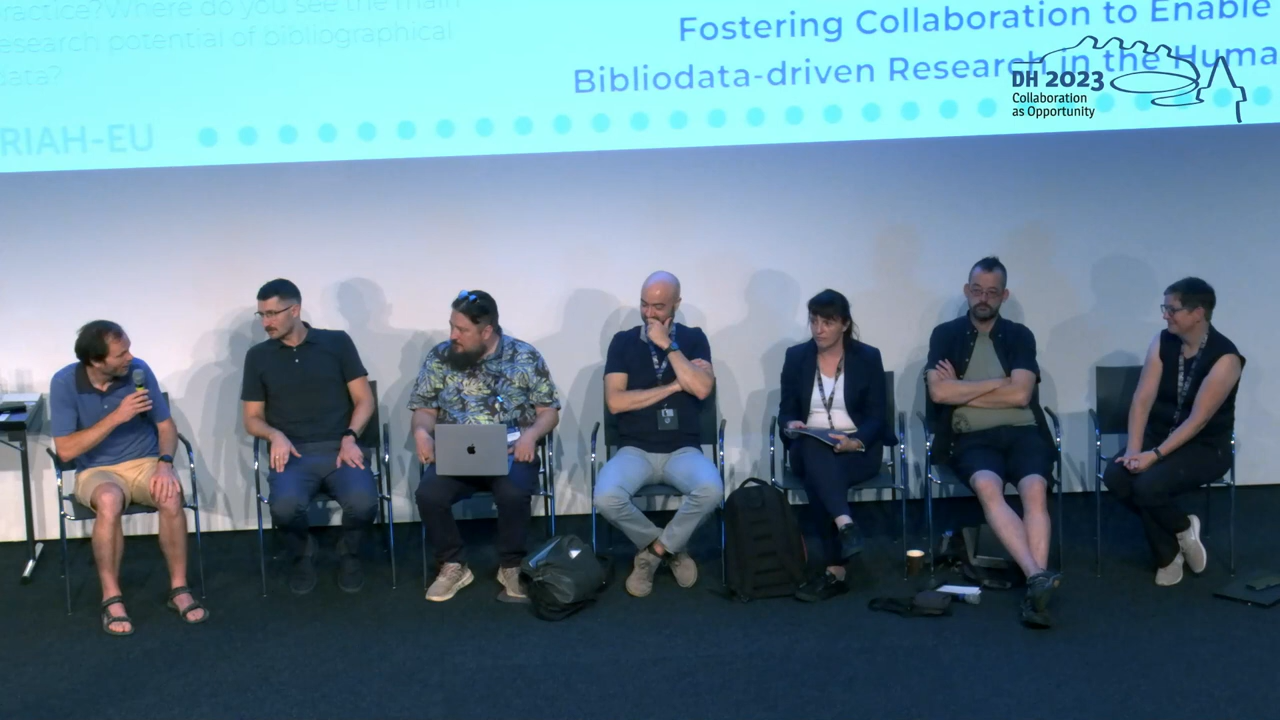 practice?Where do you see the main
research potential of bibliographical
data?
RIAH-EU
Fostering Collaboration to Enable
Bibliodata-driven Research in the Huma
DH 2023
Collaboration
as Opportunity